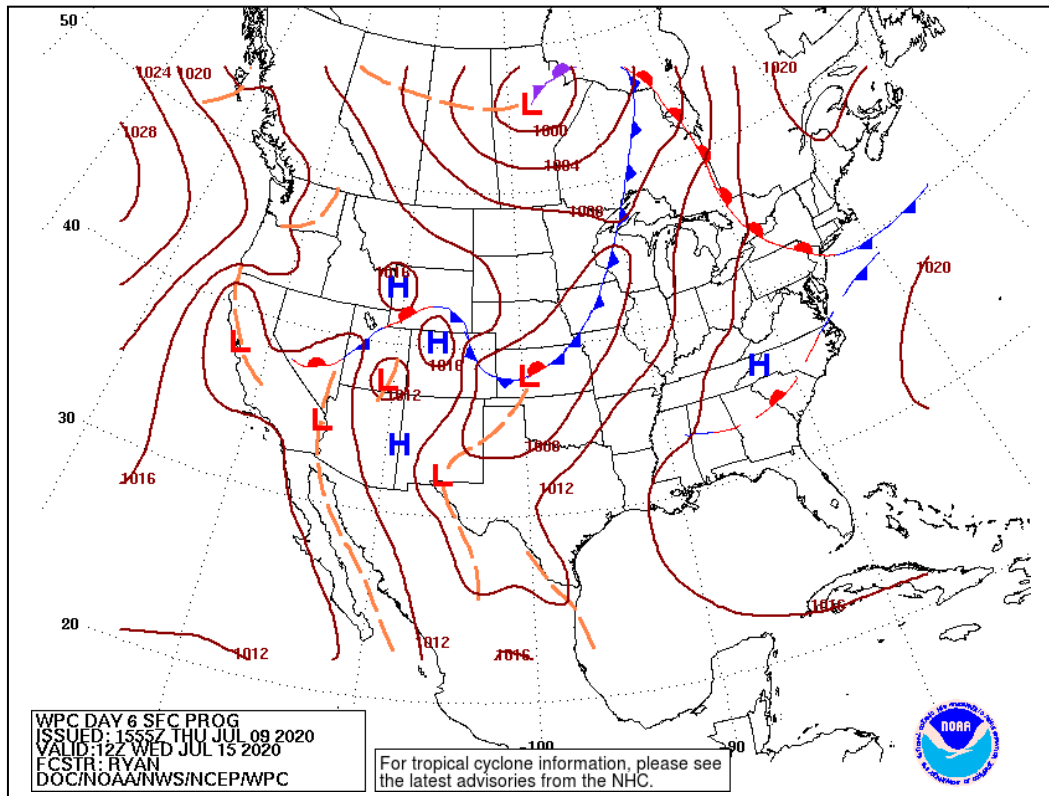 50
1024
1020
1020
1028
1000
1004
L
40
1008
1020
1016
H
H
1016
L
L
L
1012
H
30
L
H
L
1008
1016
1012
1016
20
1012
1012
1016
WPC DAY 6 SFC PROG
ISSUED: 1555Z THU JUL 09 2020
VALID:12Z WED JUL 15 2020
FCSTR: RYAN
DOC/NOAA/NWS/NCEP/WPC
For tropical cyclone information, please see
the latest advisories from the NHC.
-100
-90
NOAA